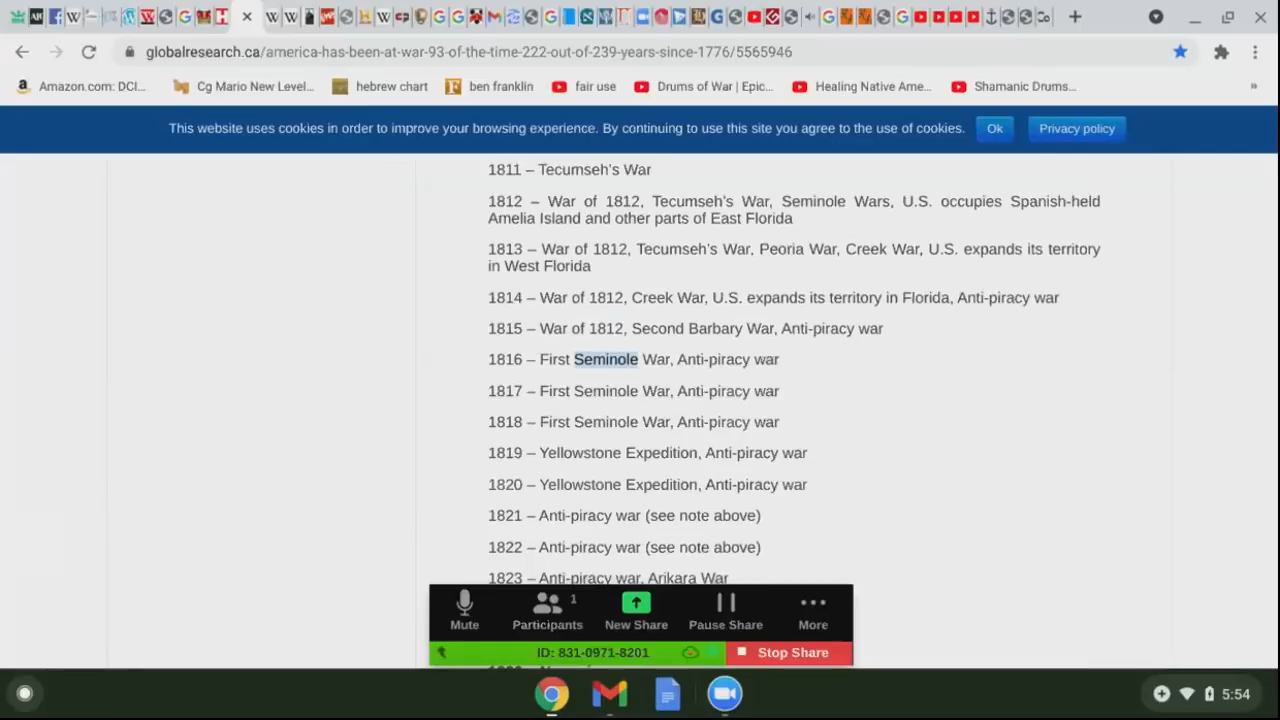 globalresearch.ca/america-has-been-at-war-93-of-the-time-222-out-of-239-years-since-1776/5565946
Amazon.com: DCI... Cg Mario New Level... hebrew chart ben franklin fair use Drums of War | Epic... Healing Native Ame... Shamanic Drums... »
This website uses cookies in order to improve your browsing experience. By continuing to use this site you agree to the use of cookies. Ok Privacy policy
1811 – Tecumseh's War
1812 – War of 1812, Tecumseh's War, Seminole Wars, U.S. occupies Spanish-held
Amelia Island and other parts of East Florida
1813 – War of 1812, Tecumseh's War, Peoria War, Creek War, U.S. expands its territory
in West Florida
1814 – War of 1812, Creek War, U.S. expands its territory in Florida, Anti-piracy war
1815 – War of 1812, Second Barbary War, Anti-piracy war
1816 – First Seminole War, Anti-piracy war
1817 – First Seminole War, Anti-piracy war
1818 – First Seminole War, Anti-piracy war
1819 – Yellowstone Expedition, Anti-piracy war
1820 – Yellowstone Expedition, Anti-piracy war
1821 – Anti-piracy war (see note above)
1822 – Anti-piracy war (see note above)
1823 – Anti-piracy war, Arikara War
1
Mute Participants New Share Pause Share More
ID: 831-0971-8201 Stop Share
5:54